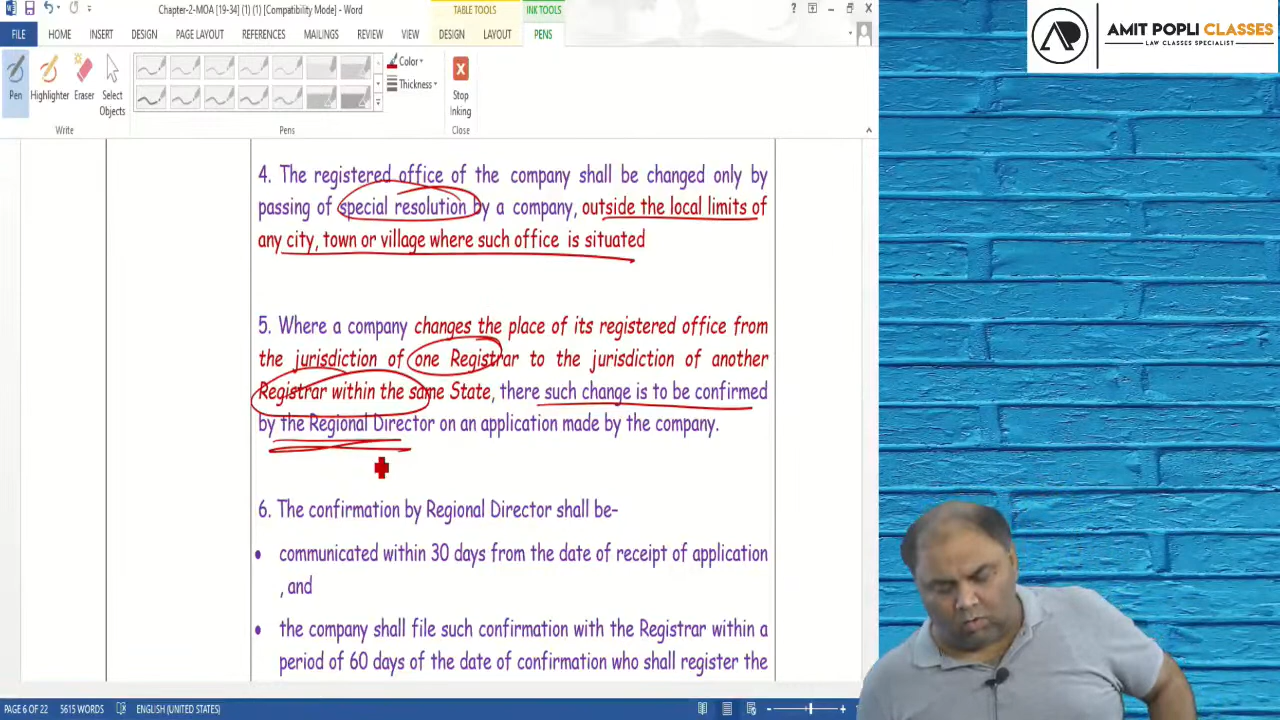 Chapter-2-MOA [19-34] (1) (1) [Compatibility Mode] - Word
TABLE TOOLS
INK TOOLS
AMIT POPLI CLASSES
LAW CLASSES SPECIALIST
FILE HOME INSERT DESIGN PAGE LAYOUT REFERENCES MAILINGS REVIEW VIEW DESIGN LAYOUT PENS
Pen Highlighter Eraser Select Objects
Color
Thickness
Stop Inking
Write Pens Close
4. The registered office of the company shall be changed only by
passing of special resolution by a company, outside the local limits of
any city, town or village where such office is situated
5. Where a company changes the place of its registered office from
the jurisdiction of one Registrar to the jurisdiction of another
Registrar within the same State, there such change is to be confirmed
by the Regional Director on an application made by the company.
6. The confirmation by Regional Director shall be–
• communicated within 30 days from the date of receipt of application
, and
• the company shall file such confirmation with the Registrar within a
period of 60 days of the date of confirmation who shall register the
PAGE 6 OF 22 5615 WORDS ENGLISH (UNITED STATES)